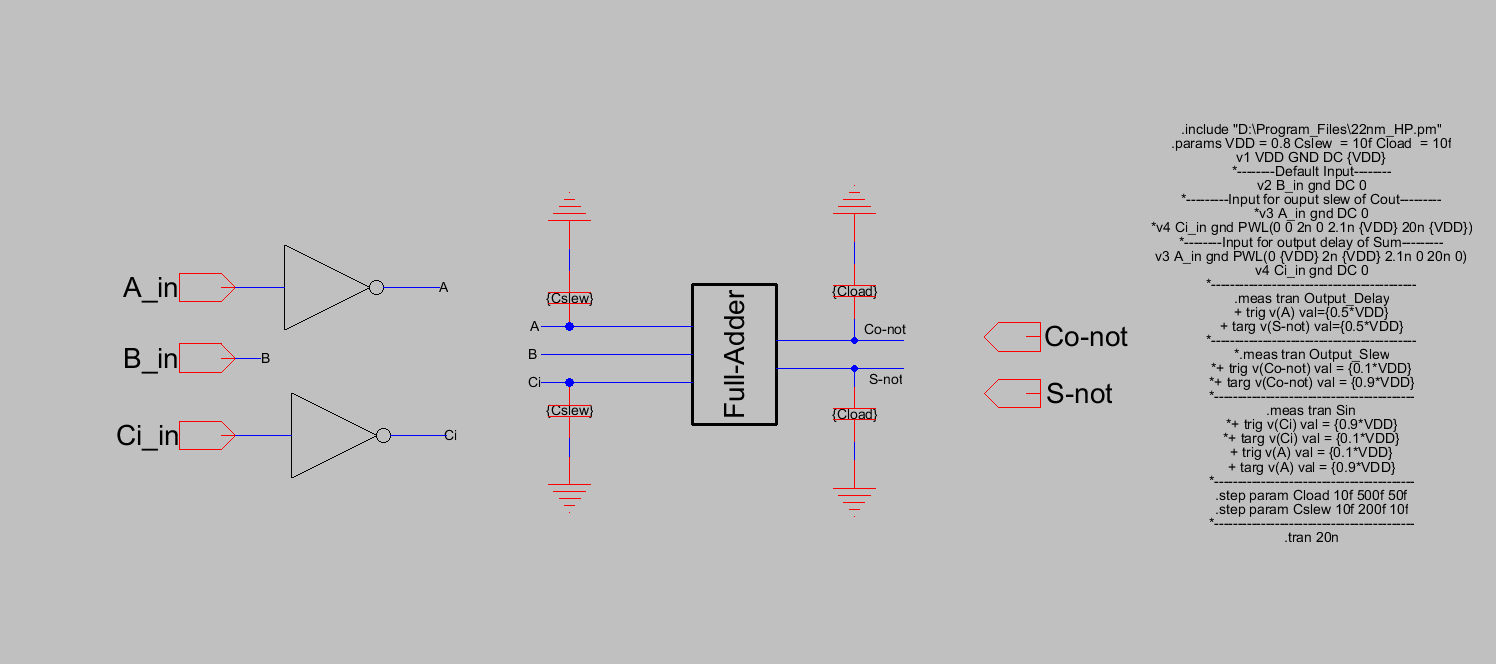 A_in
A
B_in
B
Ci_in
Ci
{Cslew}
A
B
Ci
{Cslew}
Full-Adder
{Cload}
Co-not
S-not
{Cload}
Co-not
S-not
.include "D:\Program_Files\22nm_HP.pm"
.params VDD = 0.8 Cslew = 10f Cload = 10f
v1 VDD GND DC {VDD}
*--------Default Input--------
v2 B_in gnd DC 0
*---------Input for ouput slew of Cout---------
*v3 A_in gnd DC 0
*v4 Ci_in gnd PWL(0 0 2n 0 2.1n {VDD} 20n {VDD})
*--------Input for output delay of Sum---------
v3 A_in gnd PWL(0 {VDD} 2n {VDD} 2.1n 0 20n 0)
v4 Ci_in gnd DC 0
*--------------------------------------------
.meas tran Output_Delay
+ trig v(A) val={0.5*VDD}
+ targ v(S-not) val={0.5*VDD}
*--------------------------------------------
*.meas tran Output_Slew
*+ trig v(Co-not) val = {0.1*VDD}
*+ targ v(Co-not) val = {0.9*VDD}
*-------------------------------------------
.meas tran Sin
*+ trig v(Ci) val = {0.9*VDD}
*+ targ v(Ci) val = {0.1*VDD}
+ trig v(A) val = {0.1*VDD}
+ targ v(A) val = {0.9*VDD}
*-------------------------------------------
.step param Cload 10f 500f 50f
.step param Cslew 10f 200f 10f
*-------------------------------------------
.tran 20n